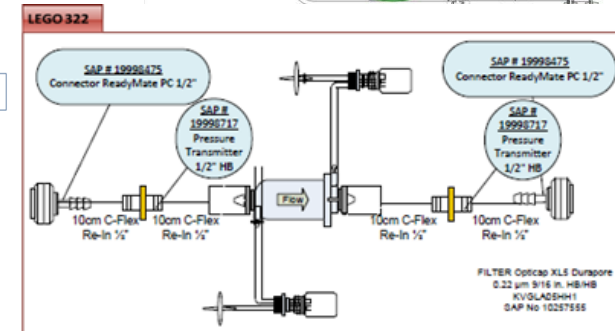 LEGO 322
SAP # 19998475
Connector ReadyMate PC 1/2"
SAP #
19998717
Pressure
Transmitter
1/2" HB
SAP # 19998475
Connector ReadyMate PC 1/2"
SAP #
19998717
Pressure
Transmitter
1/2" HB
Flow
10cm C-Flex
Re-In ½"
10cm C-Flex
Re-In ½"
10cm C-Flex
Re-In ½"
10cm C-Flex
Re-In ½"
FILTER Opticap XL5 Durapore
0.22 µm 9/16 in. HB/HB
KVGLA05HH1
SAP No 10257555